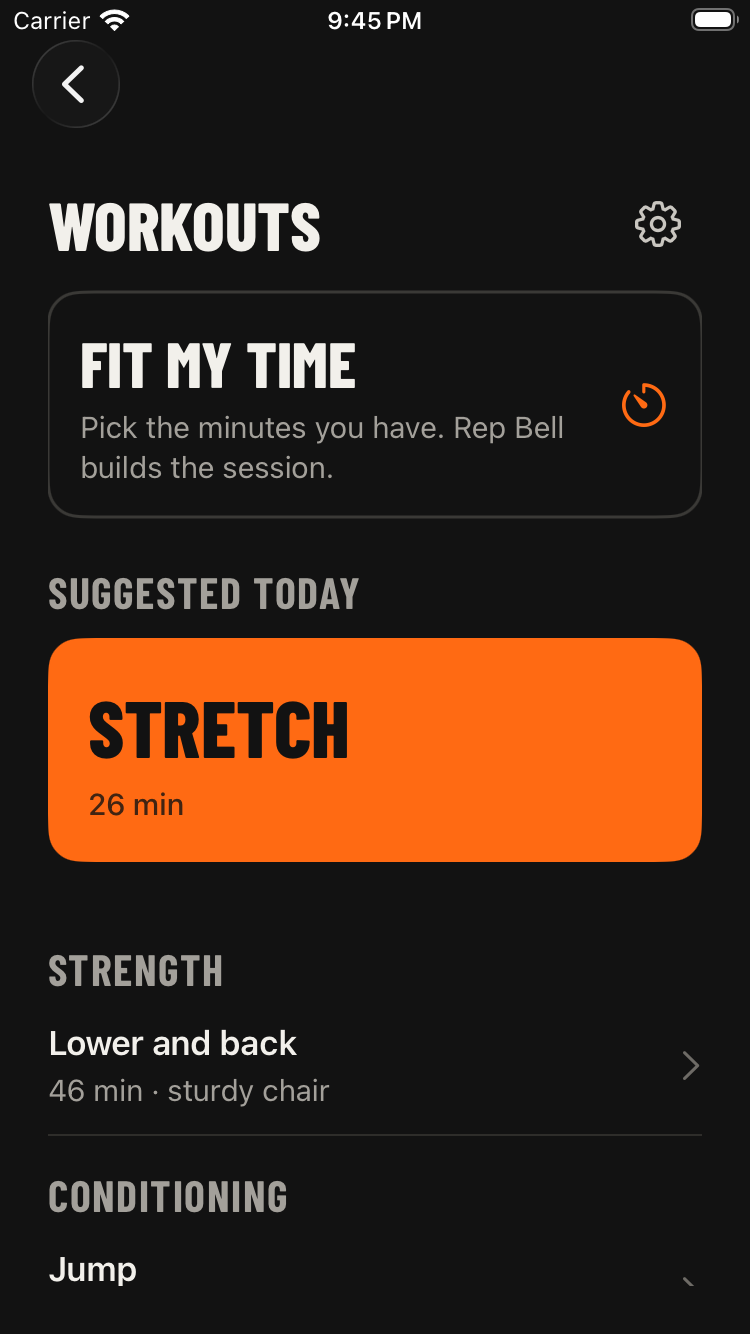 Carrier
9:45 PM
WORKOUTS
FIT MY TIME
Pick the minutes you have. Rep Bell
builds the session.
SUGGESTED TODAY
STRETCH
26 min
STRENGTH
Lower and back
46 min · sturdy chair
CONDITIONING
Jump